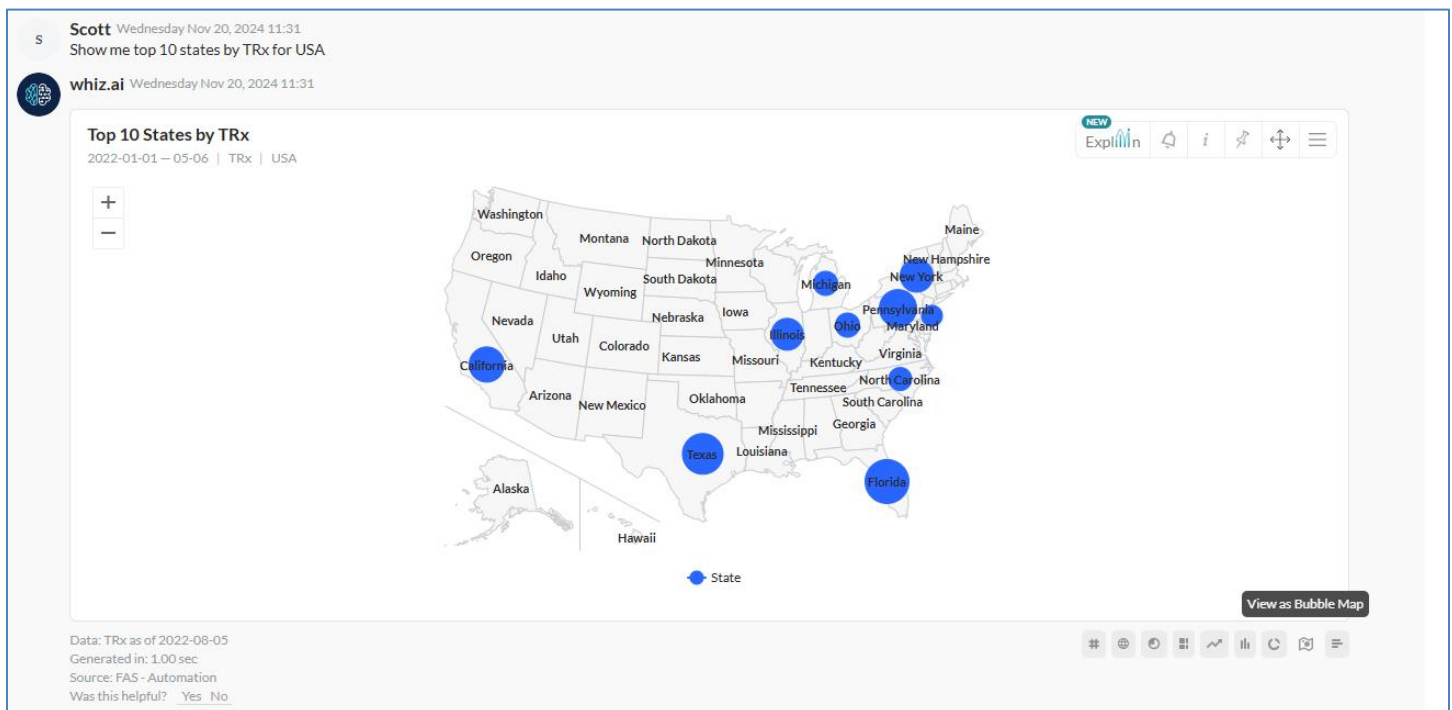 S
Scott Wednesday Nov 20, 2024 11:31
Show me top 10 states by TRx for USA
whiz.ai Wednesday Nov 20, 2024 11:31
Top 10 States by TRx
2022-01-01 — 05-06 | TRx | USA
NEW
Explain
i
+
−
Washington
Maine
Montana North Dakota
Oregon
Minnesota
New Hampshire
Idaho
South Dakota
Michigan
New York
Wyoming
Nebraska
Iowa
Pennsylvania
Nevada
Ohio
Maryland
Utah
Colorado
Illinois
Kansas
Missouri
Kentucky
Virginia
California
Tennessee
North Carolina
Arizona
New Mexico
Oklahoma
South Carolina
Mississippi
Georgia
Texas
Louisiana
Florida
Alaska
Hawaii
State
View as Bubble Map
Data: TRx as of 2022-08-05
Generated in: 1.00 sec
Source: FAS - Automation
Was this helpful? Yes No